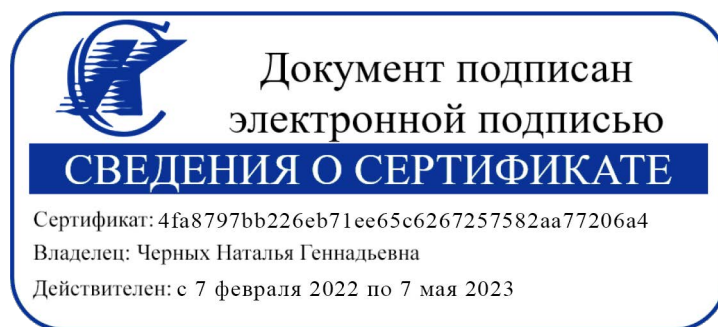 Документ подписан
электронной подписью
СВЕДЕНИЯ О СЕРТИФИКАТЕ
Сертификат: 4fa8797bb226eb71ee65c6267257582aa77206a4
Владелец: Черных Наталья Геннадьевна
Действителен: с 7 февраля 2022 по 7 мая 2023